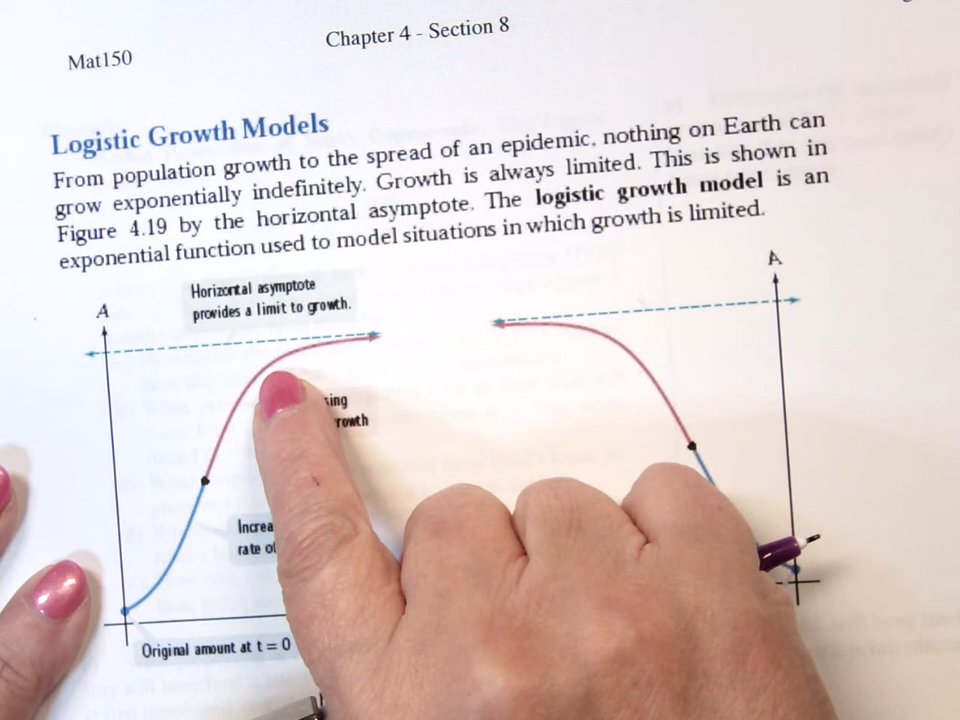 Mat150
Chapter 4 - Section 8
Logistic Growth Models
From population growth to the spread of an epidemic, nothing on Earth can
grow exponentially indefinitely. Growth is always limited. This is shown in
Figure 4.19 by the horizontal asymptote. The logistic growth model is an
exponential function used to model situations in which growth is limited.
A
Horizontal asymptote
provides a limit to growth.
A
Original amount at t = 0